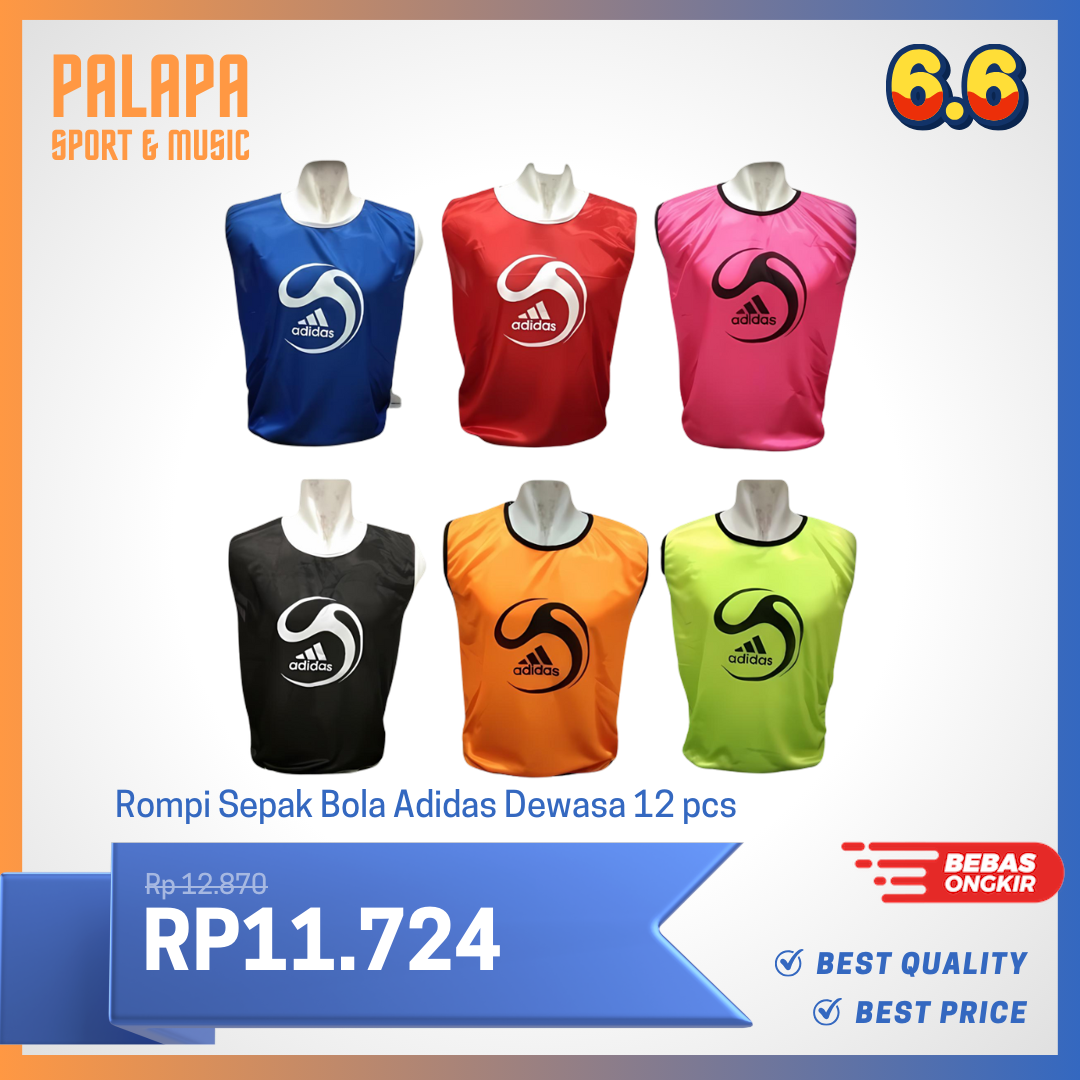 PALAPA
SPORT & MUSIC
6.6
adidas
adidas
adidas
adidas
adidas
adidas
Rompi Sepak Bola Adidas Dewasa 12 pcs
Rp 12.870
RP11.724
BEBAS
ONGKIR
BEST QUALITY
BEST PRICE